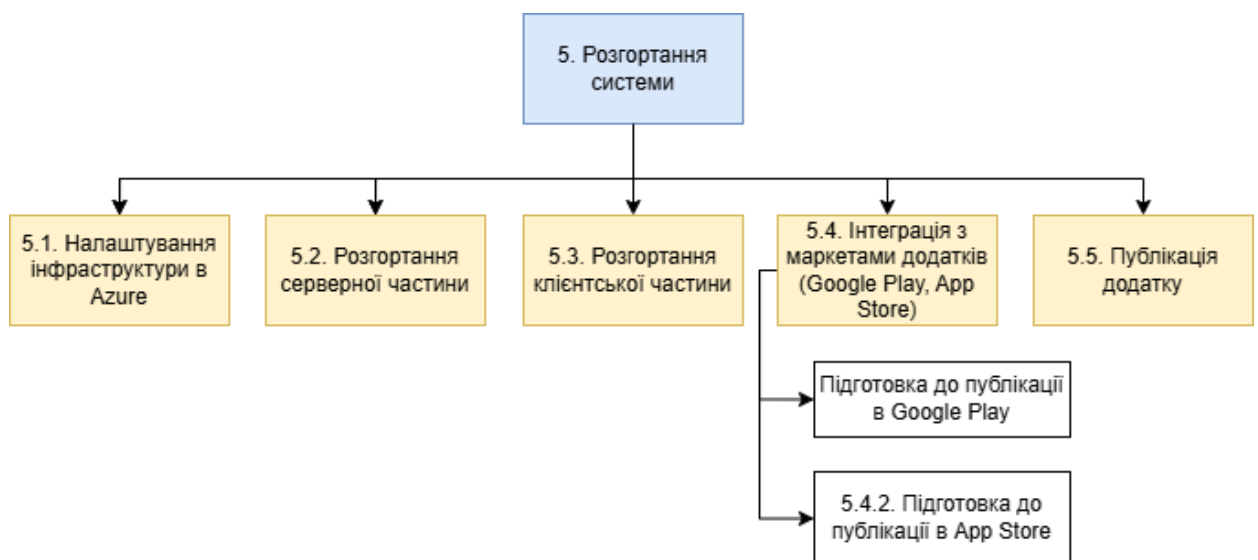 5. Розгортання
системи
5.1. Налаштування
інфраструктури в
Azure
5.2. Розгортання
серверної частини
5.3. Розгортання
клієнтської частини
5.4. Інтеграція з
маркетами додатків
(Google Play, App
Store)
5.5. Публікація
додатку
Підготовка до публікації
в Google Play
5.4.2. Підготовка до
публікації в App Store